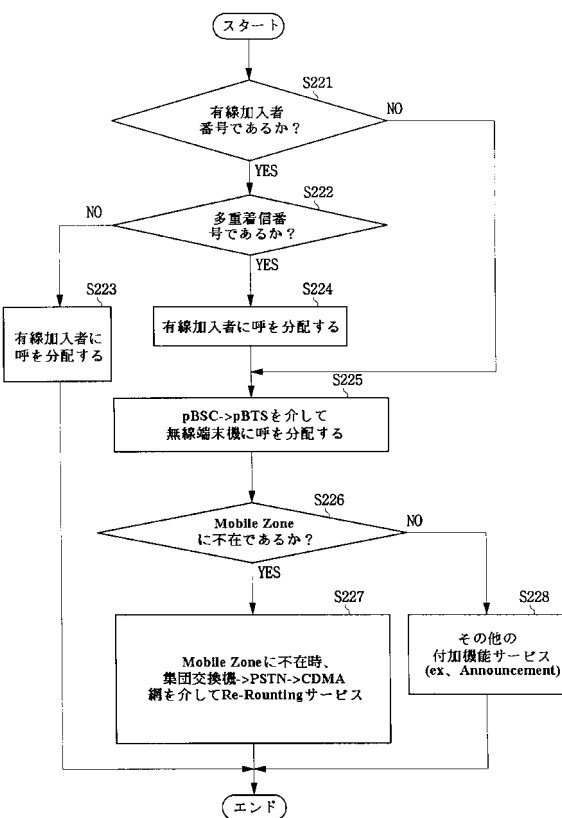 スタート
S221
有線加入者
番号であるか?
NO
YES
S222
多重着信番
号であるか?
NO
YES
S223
有線加入者に
呼を分配する
S224
有線加入者に呼を分配する
S225
pBSC->pBTSを介して
無線端末機に呼を分配する
S226
Mobile Zone
に不在であるか?
NO
YES
S227
Mobile Zoneに不在時、
集団交換機->PSTN->CDMA
網を介してRe-Rountingサービス
S228
その他の
付加機能サービス
(ex、Announcement)
エンド